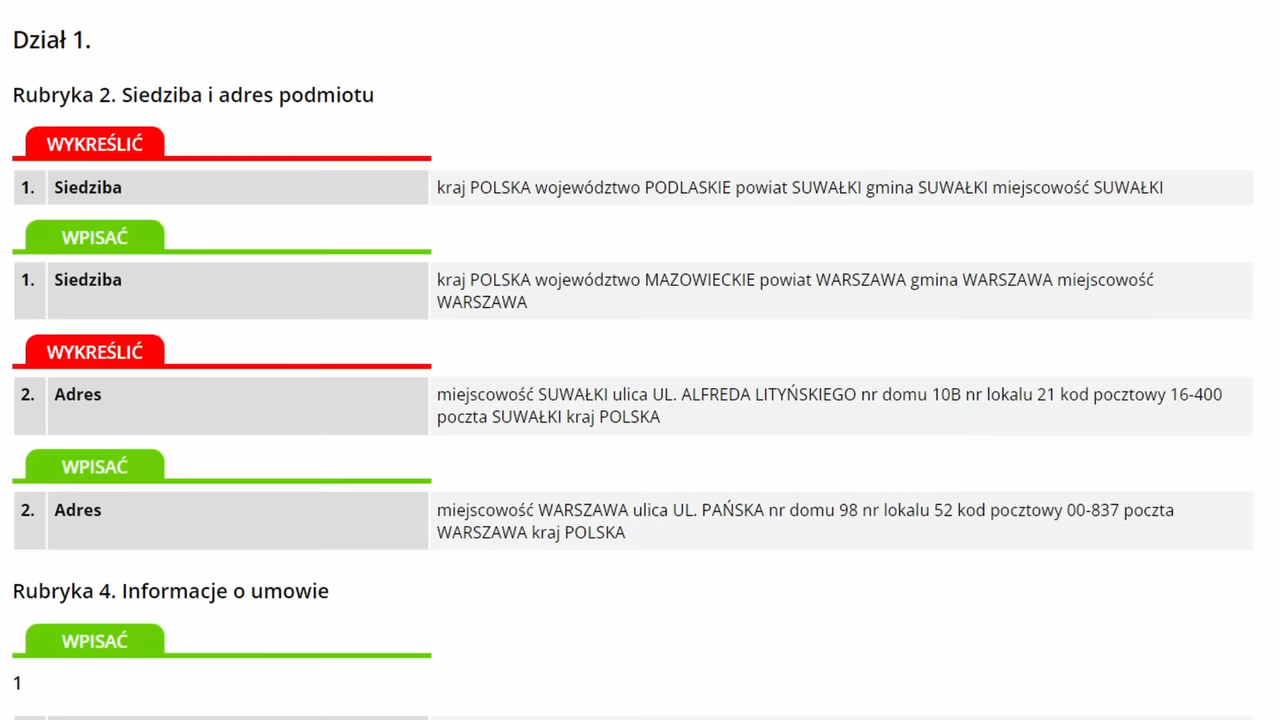 Dział 1.
Rubryka 2. Siedziba i adres podmiotu
WYKREŚLIĆ
1. Siedziba kraj POLSKA województwo PODLASKIE powiat SUWAŁKI gmina SUWAŁKI miejscowość SUWAŁKI
WPISAĆ
1. Siedziba kraj POLSKA województwo MAZOWIECKIE powiat WARSZAWA gmina WARSZAWA miejscowość
WARSZAWA
WYKREŚLIĆ
2. Adres miejscowość SUWAŁKI ulica UL. ALFREDA LITYŃSKIEGO nr domu 10B nr lokalu 21 kod pocztowy 16-400
poczta SUWAŁKI kraj POLSKA
WPISAĆ
2. Adres miejscowość WARSZAWA ulica UL. PAŃSKA nr domu 98 nr lokalu 52 kod pocztowy 00-837 poczta
WARSZAWA kraj POLSKA
Rubryka 4. Informacje o umowie
WPISAĆ
1